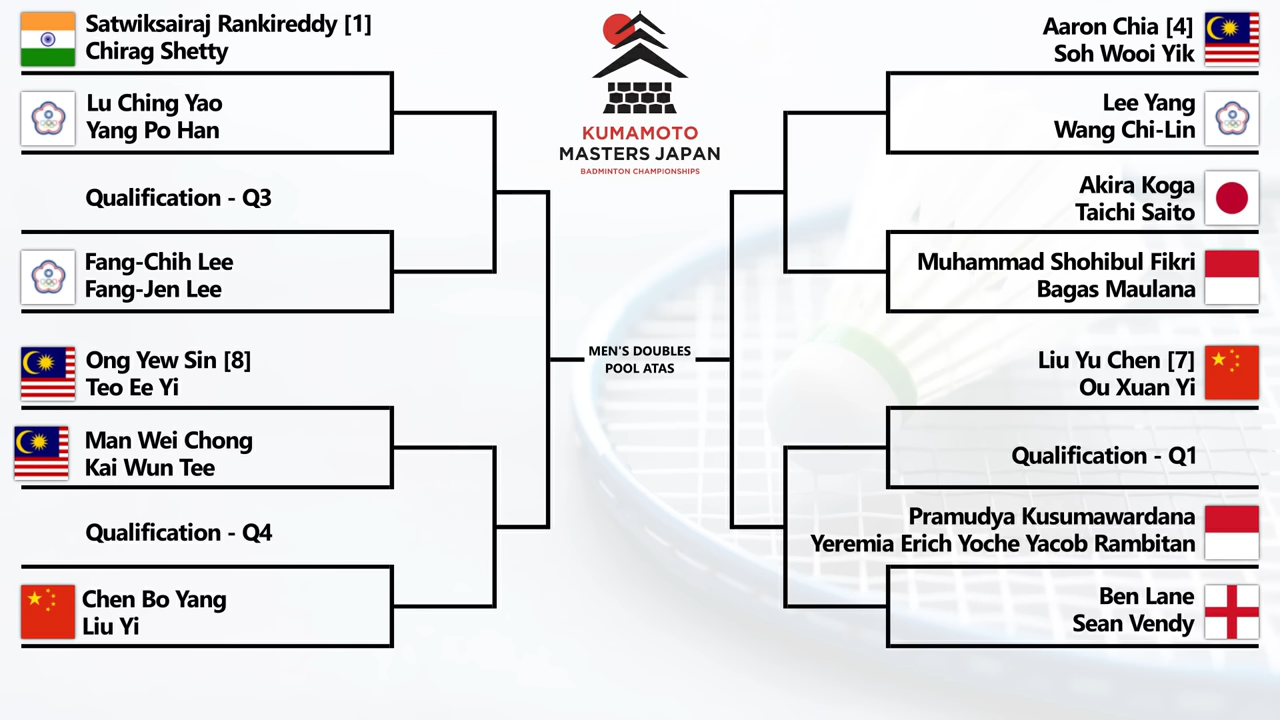 Satwiksairaj Rankireddy [1]
Chirag Shetty
Lu Ching Yao
Yang Po Han
Qualification - Q3
Fang-Chih Lee
Fang-Jen Lee
Ong Yew Sin [8]
Teo Ee Yi
Man Wei Chong
Kai Wun Tee
Qualification - Q4
Chen Bo Yang
Liu Yi
KUMAMOTO
MASTERS JAPAN
BADMINTON CHAMPIONSHIPS
MEN'S DOUBLES
POOL ATAS
Aaron Chia [4]
Soh Wooi Yik
Lee Yang
Wang Chi-Lin
Akira Koga
Taichi Saito
Muhammad Shohibul Fikri
Bagas Maulana
Liu Yu Chen [7]
Ou Xuan Yi
Qualification - Q1
Pramudya Kusumawardana
Yeremia Erich Yoche Yacob Rambitan
Ben Lane
Sean Vendy